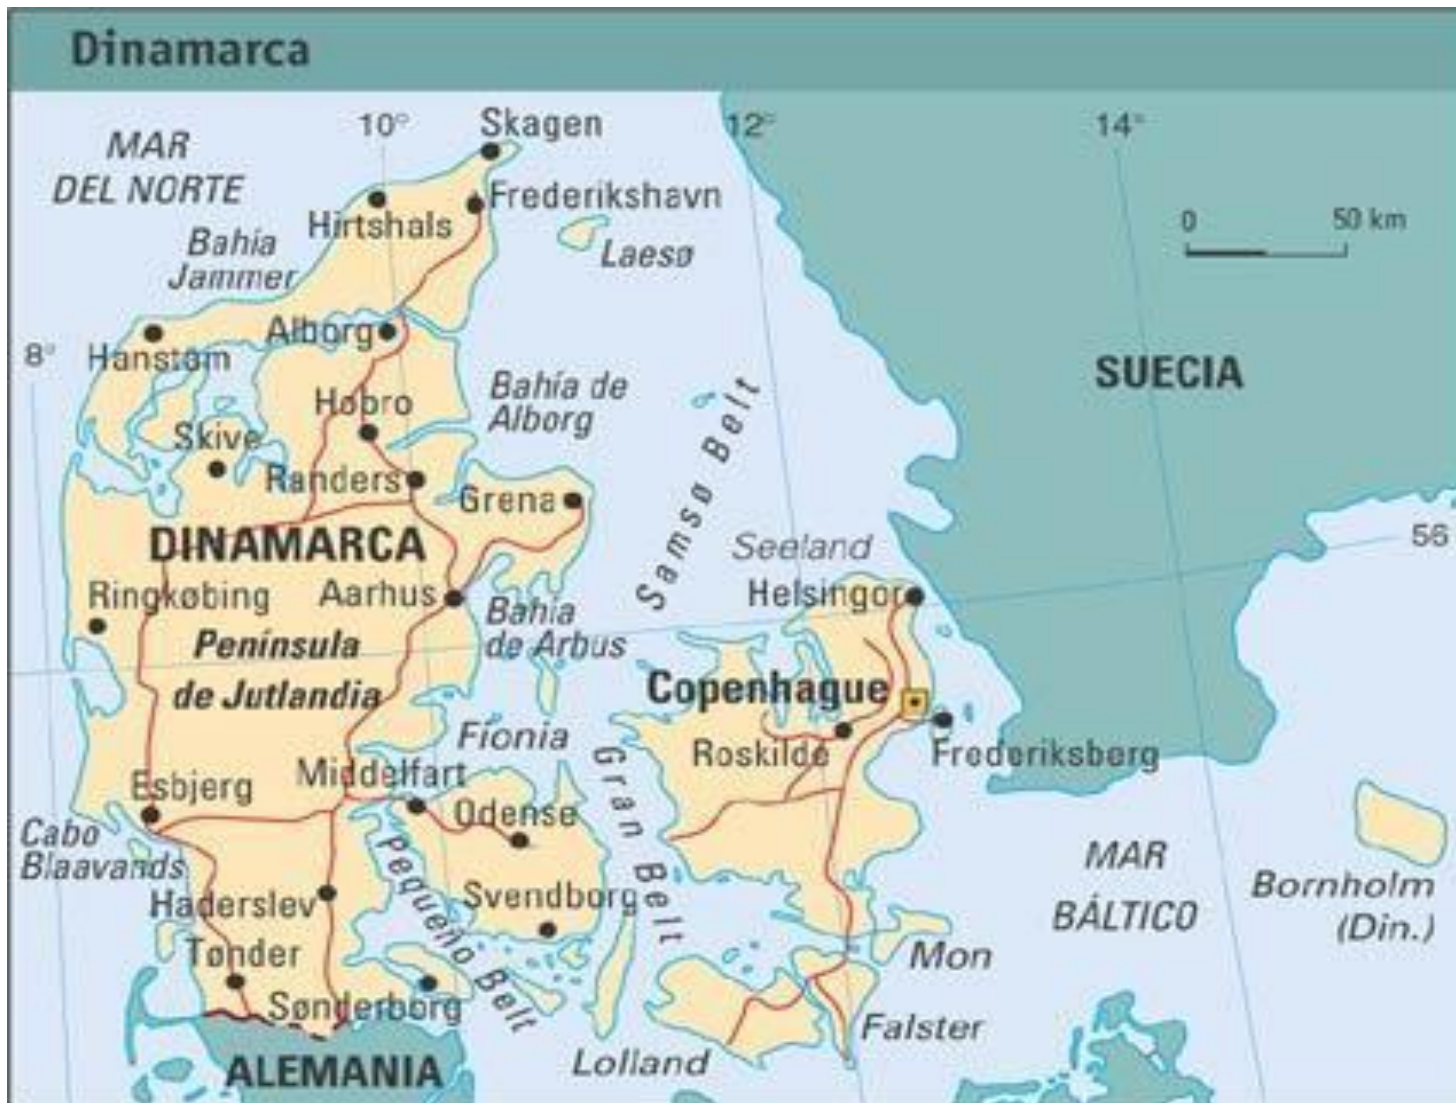 Dinamarca
10°
Skagen
12°
14°
MAR
DEL NORTE
Frederikshavn
Hirtshals
0
50 km
Bahía
Jammer
Laesø
Alborg
8°
Hanstom
SUECIA
Bahía de
Alborg
Hobro
Skive
Samsø Belt
Randers
Grena
DINAMARCA
Seeland
56
Ringkøbing
Aarhus
Helsingor
Bahia
de Arbus
Península
de Jutlandia
Copenhague
Fionia
Roskilde
Frederiksberg
Gran Belt
Middelfart
Esbjerg
Odense
Cabo
Blaavands
Pequeño Belt
MAR
BÁLTICO
Bornholm
(Din.)
Haderslev
Svendborg
Tønder
Mon
Sønderborg
Falster
Lolland
ALEMANIA